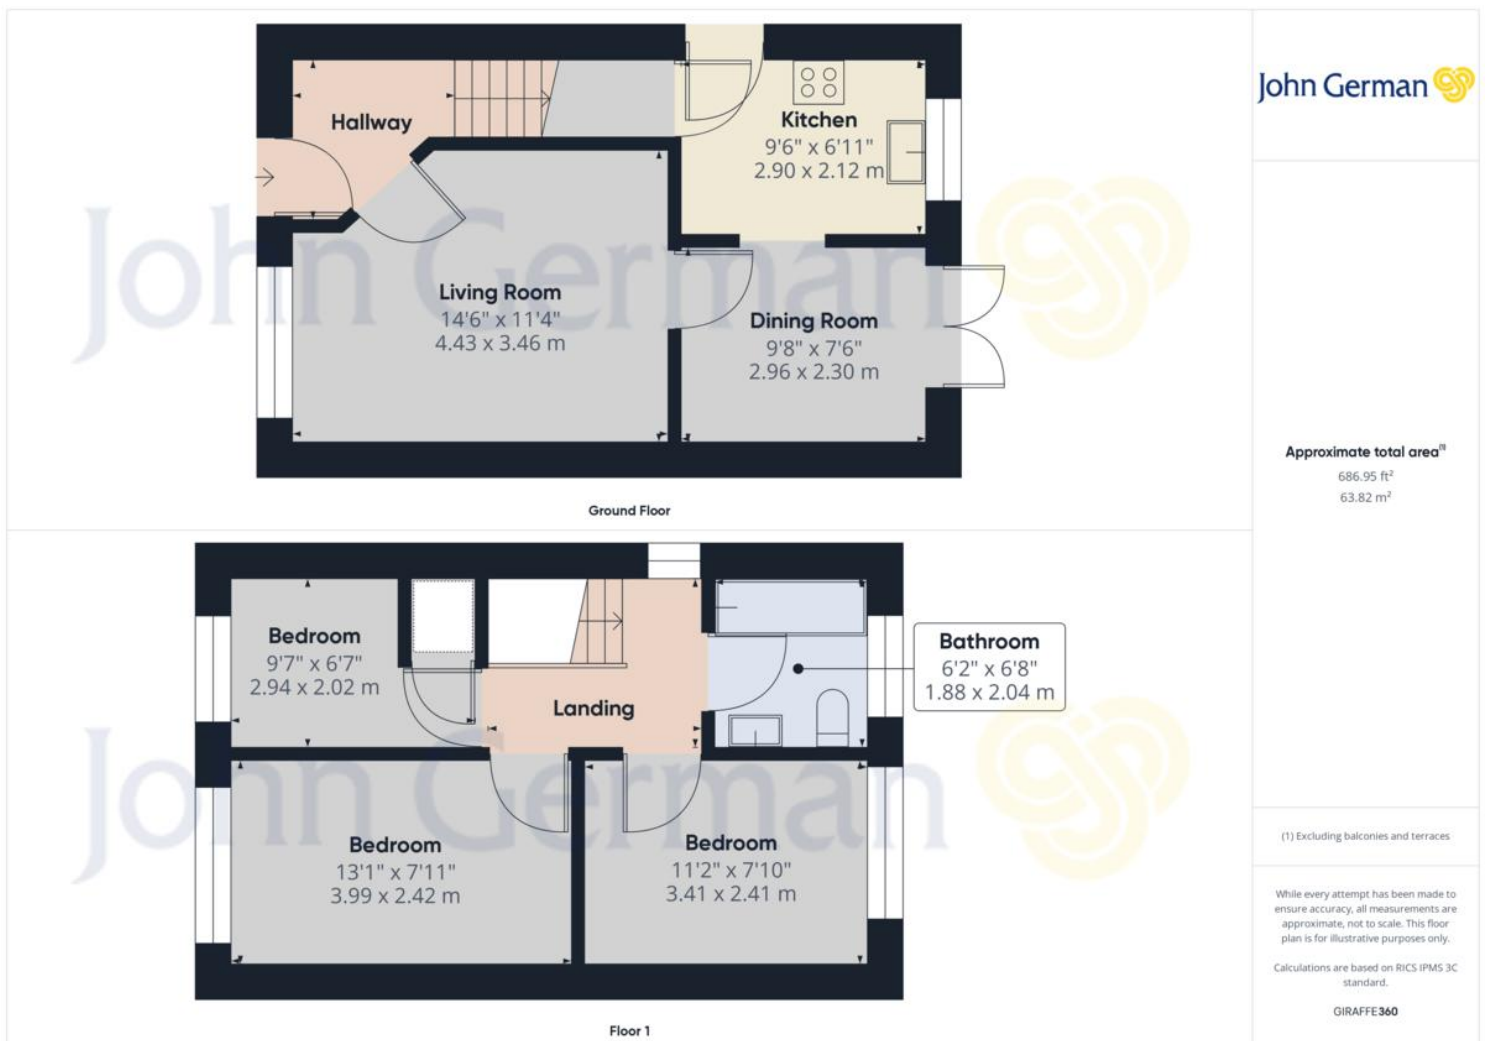 John German
Hallway
Kitchen
9'6" x 6'11"
2.90 x 2.12 m
Living Room
14'6" x 11'4"
4.43 x 3.46 m
Dining Room
9'8" x 7'6"
2.96 x 2.30 m
John German
Ground Floor
Bedroom
9'7" x 6'7"
2.94 x 2.02 m
Landing
Bathroom
6'2" x 6'8"
1.88 x 2.04 m
Bedroom
13'1" x 7'11"
3.99 x 2.42 m
Bedroom
11'2" x 7'10"
3.41 x 2.41 m
John German
Floor 1
Approximate total area(1)
686.95 ft²
63.82 m²
(1) Excluding balconies and terraces
While every attempt has been made to
ensure accuracy, all measurements are
approximate, not to scale. This floor
plan is for illustrative purposes only.
Calculations are based on RICS IPMS 3C
standard.
GIRAFFE360